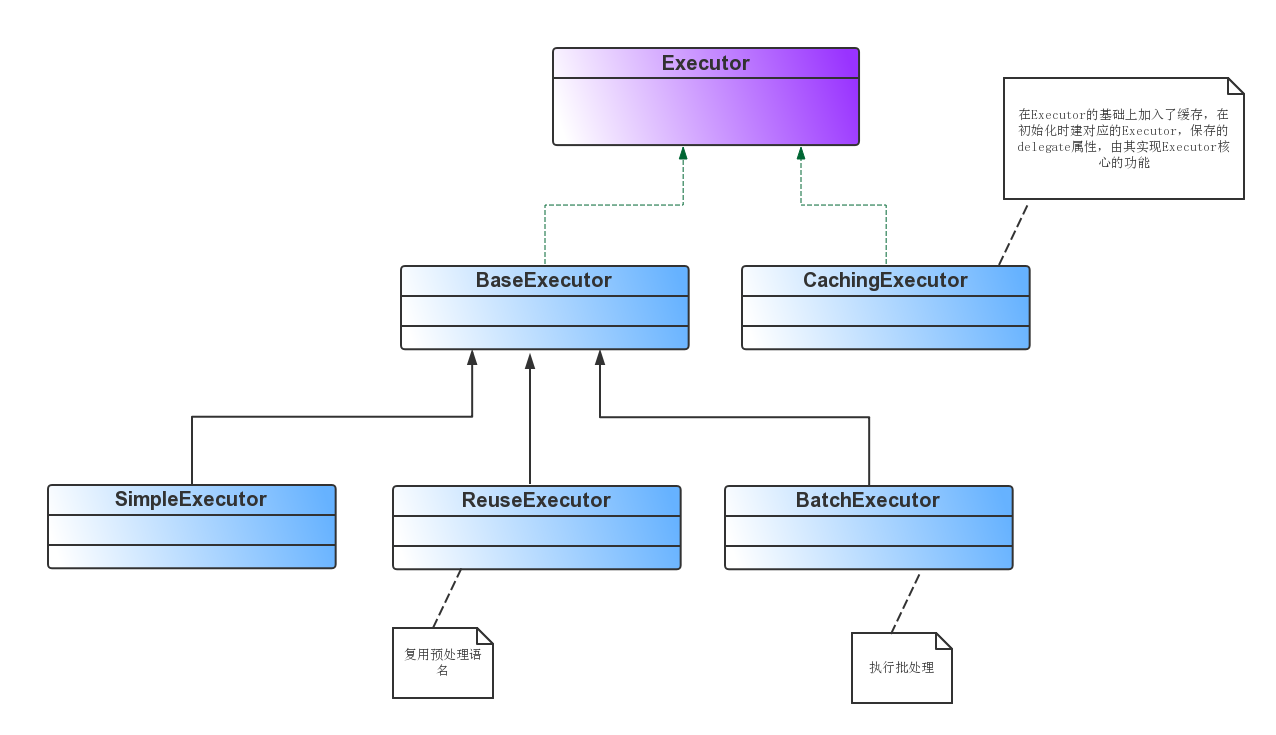 Executor
在Executor的基础上加入了缓存，在
初始化时建对应的Executor，保存的
delegate属性，由其实现Executor核
心的功能
BaseExecutor
CachingExecutor
SimpleExecutor
ReuseExecutor
BatchExecutor
复用预处理语
名
执行批处理